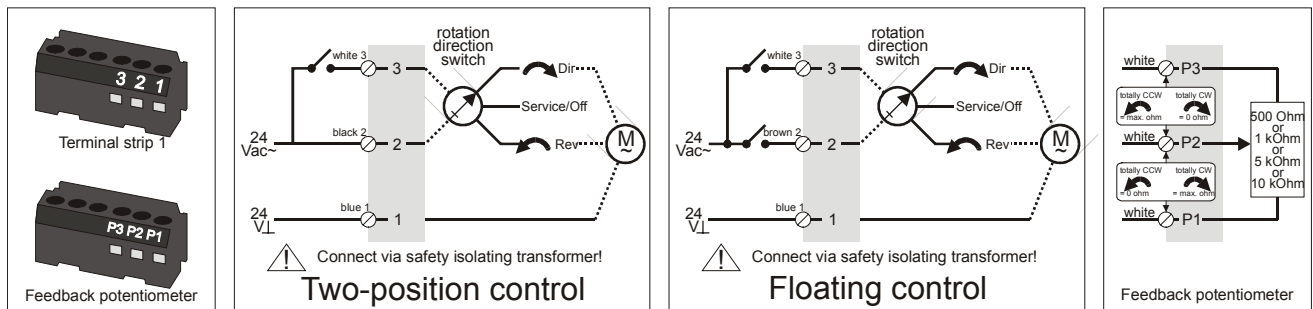 3 2 1
Terminal strip 1
P3 P2 P1
Feedback potentiometer
rotation
direction
switch
white 3
3
Dir
Service/Off
24
Vac~
black 2
2
Rev
M
~
24
V⊥
blue 1
1
! Connect via safety isolating transformer!
Two-position control
rotation
direction
switch
white 3
3
Dir
Service/Off
24
Vac~
brown 2
2
Rev
M
~
24
V⊥
blue 1
1
! Connect via safety isolating transformer!
Floating control
white P3
totally CCW totally CW
= max. ohm = 0 ohm
white P2
totally CCW totally CW
= 0 ohm = max. ohm
white P1
500 Ohm
or
1 kOhm
or
5 kOhm
or
10 kOhm
Feedback potentiometer